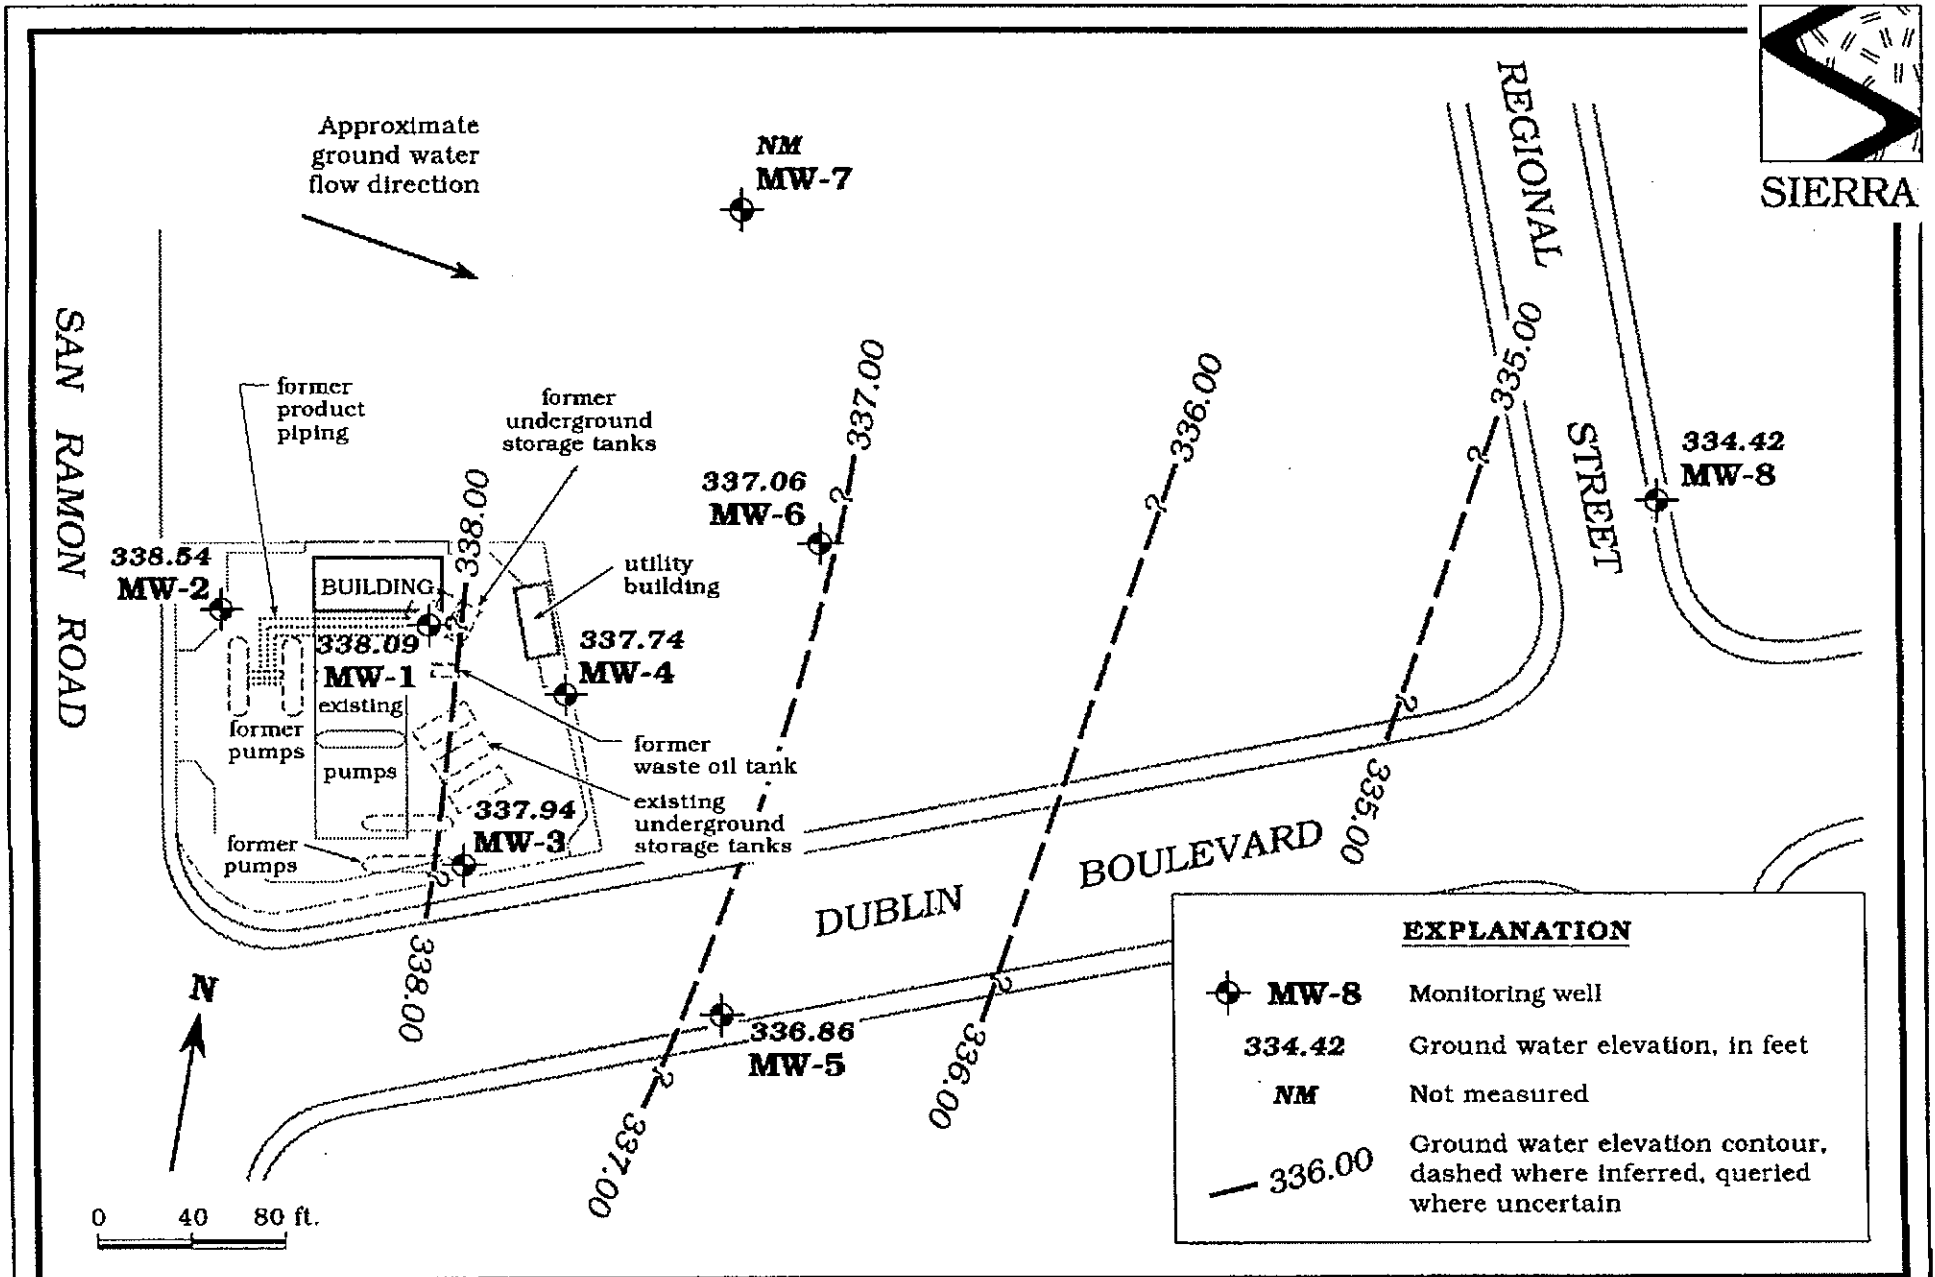 Approximate
ground water
flow direction
NM
MW-7
REGIONAL
STREET
SIERRA
SAN RAMON ROAD
former
product
piping
former
underground
storage tanks
337.00
336.00
335.00
338.00
337.06
MW-6
334.42
MW-8
338.54
MW-2
BUILDING
utility
building
338.09
MW-1
337.74
MW-4
existing
pumps
former
pumps
former
waste oil tank
existing
underground
storage tanks
337.94
MW-3
former
pumps
DUBLIN BOULEVARD
335.00
338.00
336.86
MW-5
336.00
337.00
N
0 40 80 ft.
EXPLANATION
MW-8 Monitoring well
334.42 Ground water elevation, in feet
NM Not measured
336.00 Ground water elevation contour,
dashed where inferred, queried
where uncertain
?
?
?
?
?
?
?
?